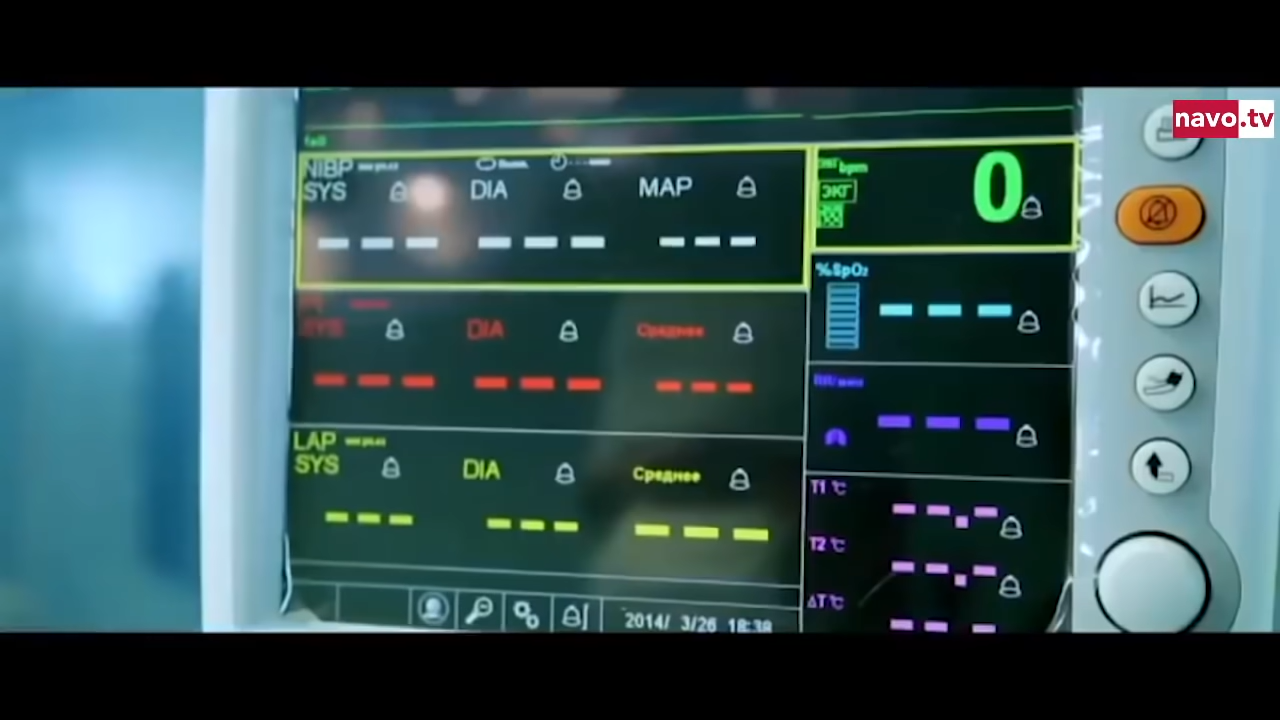 navo.tv
NIBP
SYS DIA MAP
--- --- ---
bpm
ЭКГ
0
%SpO₂
---
SYS DIA Среднее
--- --- ---
---
LAP
SYS DIA Среднее
--- --- ---
T1 °C
--.-
T2 °C
--.-
ΔT °C
2014/ 3/26 18:38